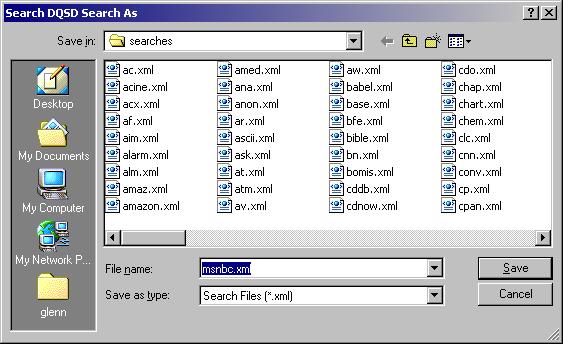 Search DQSD Search As
Save in: searches
Desktop
My Documents
My Computer
My Network P...
glenn
ac.xml amed.xml aw.xml cdo.xml
acine.xml ana.xml babel.xml chap.xml
acx.xml anon.xml base.xml chart.xml
af.xml ar.xml bfe.xml chem.xml
aim.xml ascii.xml bible.xml clc.xml
alarm.xml ask.xml bn.xml cnn.xml
alm.xml at.xml bomis.xml conv.xml
amaz.xml atm.xml cddb.xml cp.xml
amazon.xml av.xml cdnow.xml cpan.xml
File name: msnbc.xml Save
Save as type: Search Files (*.xml) Cancel